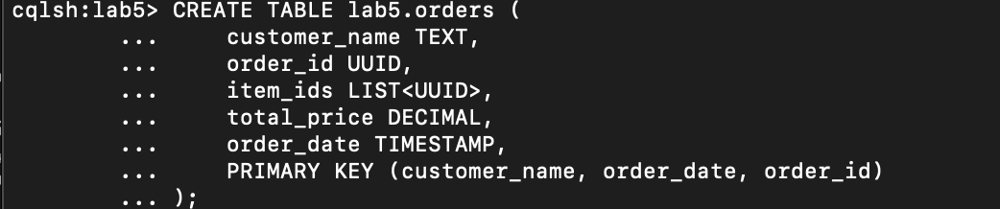 cqlsh:lab5> CREATE TABLE lab5.orders (
        ...     customer_name TEXT,
        ...     order_id UUID,
        ...     item_ids LIST<UUID>,
        ...     total_price DECIMAL,
        ...     order_date TIMESTAMP,
        ...     PRIMARY KEY (customer_name, order_date, order_id)
        ... );